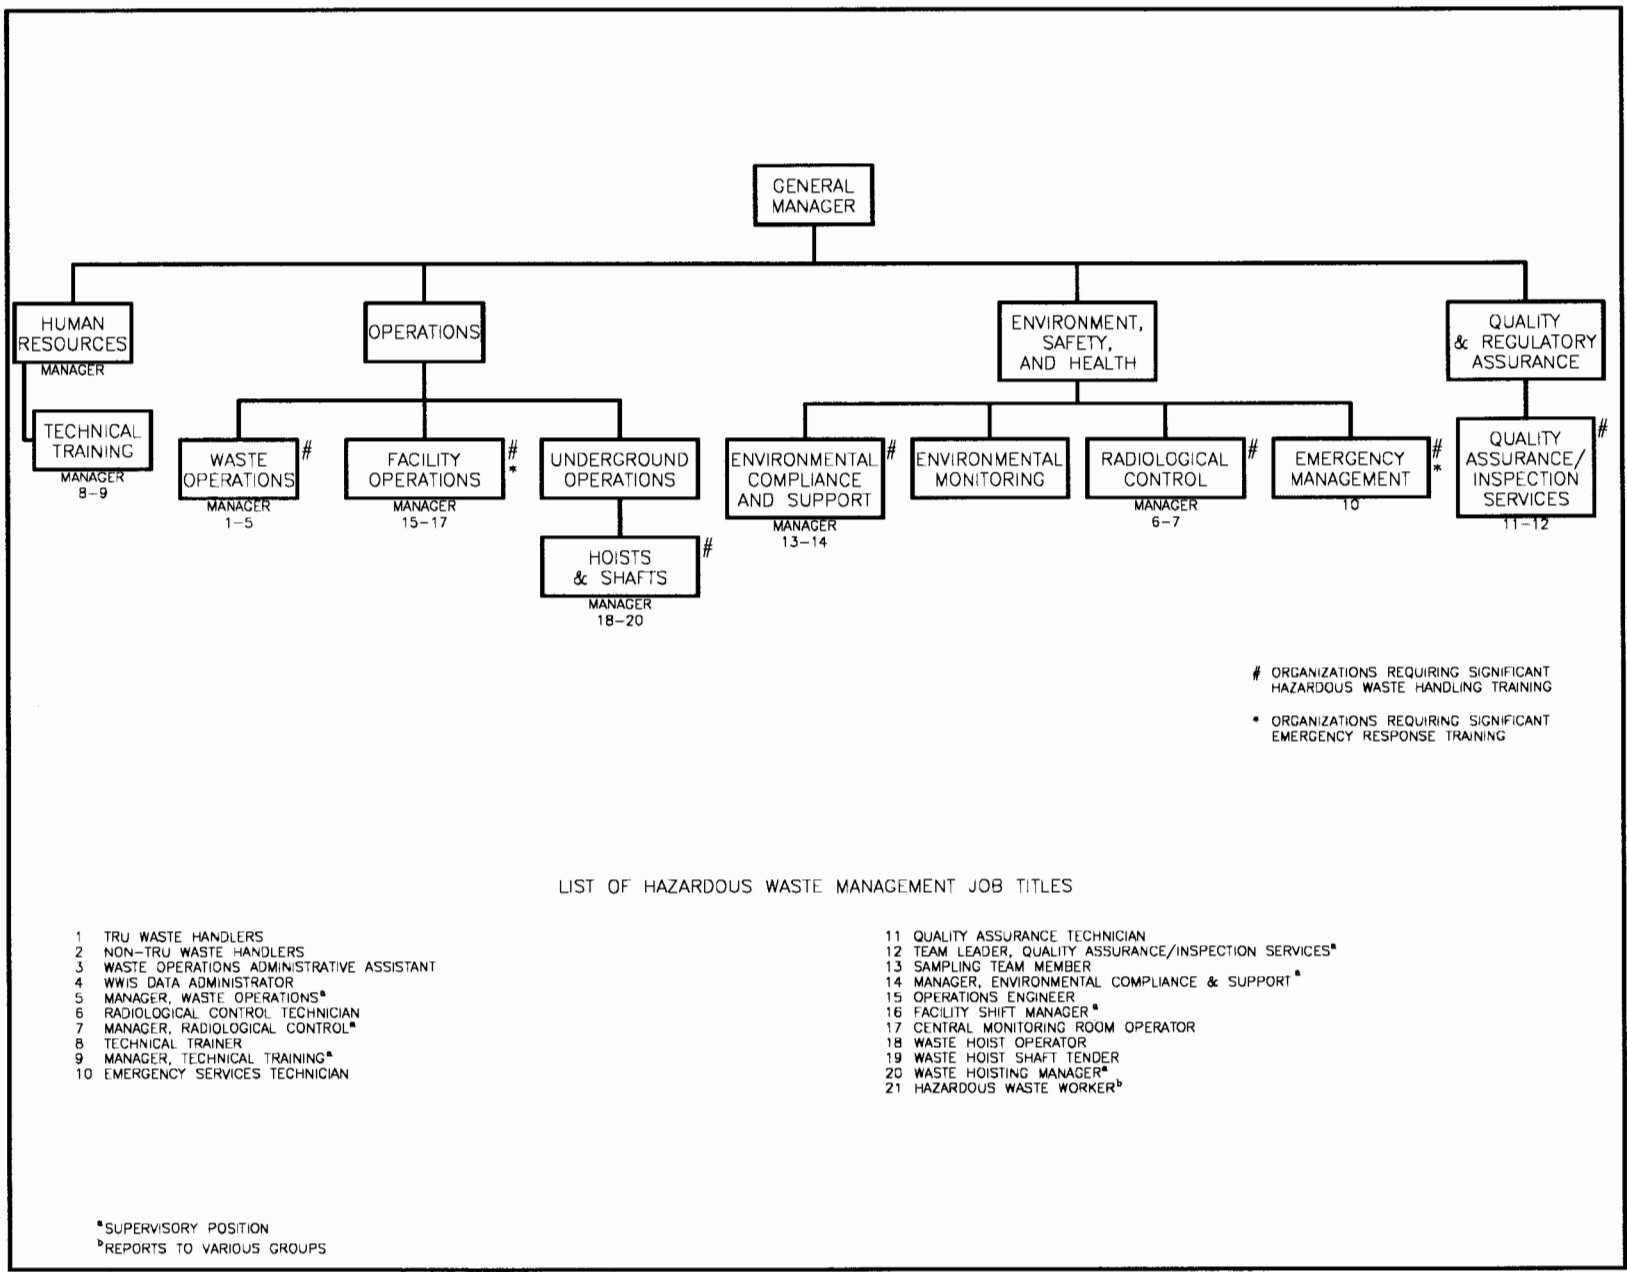 GENERAL
MANAGER
HUMAN
RESOURCES
MANAGER
TECHNICAL
TRAINING
MANAGER
8-9
OPERATIONS
WASTE
OPERATIONS
#
MANAGER
1-5
FACILITY
OPERATIONS
#
*
MANAGER
15-17
UNDERGROUND
OPERATIONS
HOISTS
& SHAFTS
#
MANAGER
18-20
ENVIRONMENT,
SAFETY,
AND HEALTH
ENVIRONMENTAL
COMPLIANCE
AND SUPPORT
#
MANAGER
13-14
ENVIRONMENTAL
MONITORING
RADIOLOGICAL
CONTROL
#
MANAGER
6-7
EMERGENCY
MANAGEMENT
#
*
10
QUALITY
& REGULATORY
ASSURANCE
QUALITY
ASSURANCE/
INSPECTION
SERVICES
#
11-12
# ORGANIZATIONS REQUIRING SIGNIFICANT
HAZARDOUS WASTE HANDLING TRAINING
* ORGANIZATIONS REQUIRING SIGNIFICANT
EMERGENCY RESPONSE TRAINING
LIST OF HAZARDOUS WASTE MANAGEMENT JOB TITLES
1 TRU WASTE HANDLERS
2 NON-TRU WASTE HANDLERS
3 WASTE OPERATIONS ADMINISTRATIVE ASSISTANT
4 WWIS DATA ADMINISTRATOR
5 MANAGER, WASTE OPERATIONSᵃ
6 RADIOLOGICAL CONTROL TECHNICIAN
7 MANAGER, RADIOLOGICAL CONTROLᵃ
8 TECHNICAL TRAINER
9 MANAGER, TECHNICAL TRAININGᵃ
10 EMERGENCY SERVICES TECHNICIAN
11 QUALITY ASSURANCE TECHNICIAN
12 TEAM LEADER, QUALITY ASSURANCE/INSPECTION SERVICESᵃ
13 SAMPLING TEAM MEMBER
14 MANAGER, ENVIRONMENTAL COMPLIANCE & SUPPORTᵃ
15 OPERATIONS ENGINEER
16 FACILITY SHIFT MANAGERᵃ
17 CENTRAL MONITORING ROOM OPERATOR
18 WASTE HOIST OPERATOR
19 WASTE HOIST SHAFT TENDER
20 WASTE HOISTING MANAGERᵃ
21 HAZARDOUS WASTE WORKERᵇ
ᵃSUPERVISORY POSITION
ᵇREPORTS TO VARIOUS GROUPS